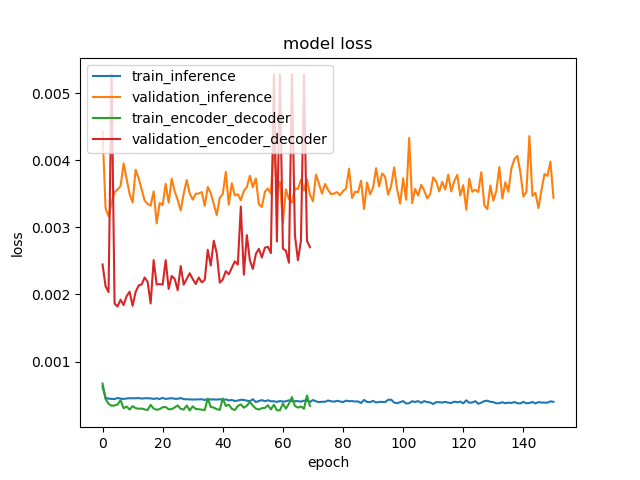 model loss
train_inference
validation_inference
train_encoder_decoder
validation_encoder_decoder
0.005
0.004
0.003
0.002
0.001
loss
0 20 40 60 80 100 120 140
epoch